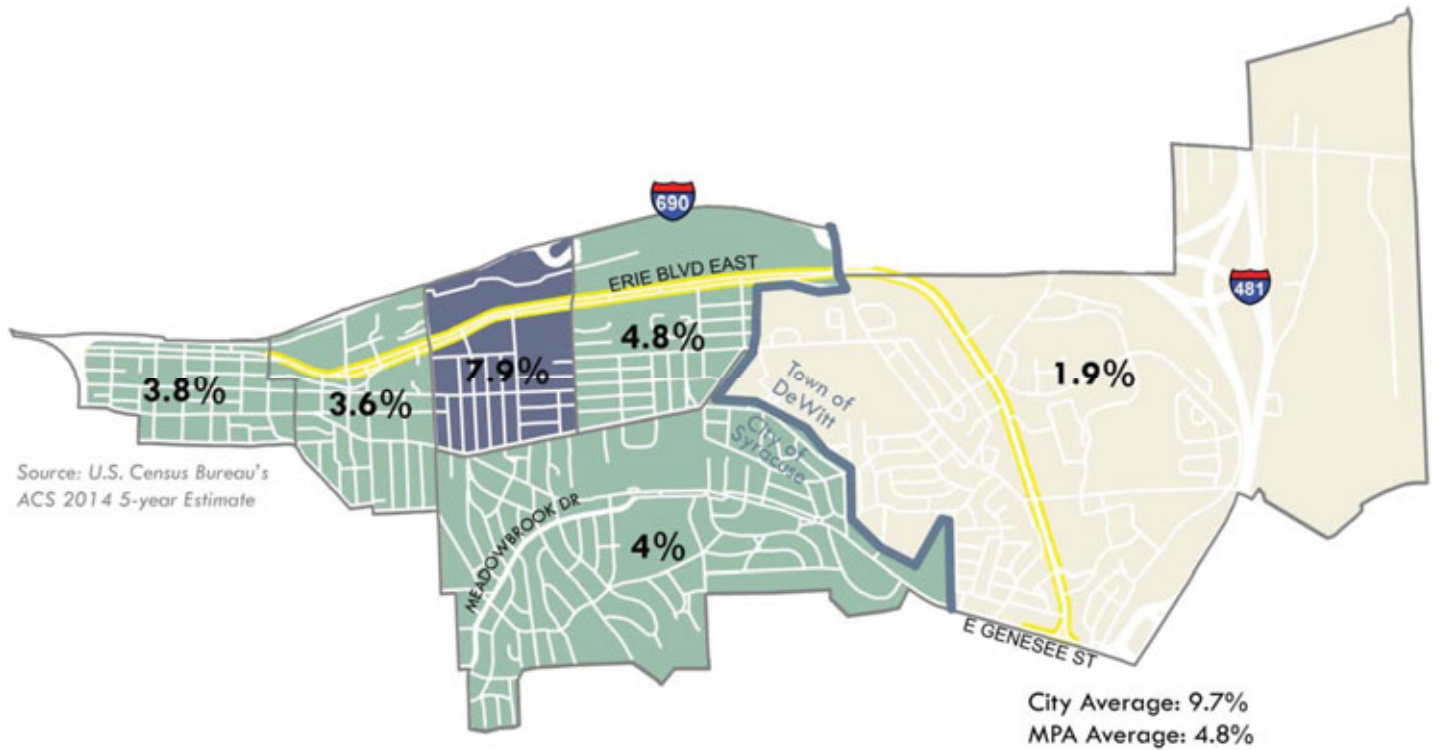 690
ERIE BLVD EAST
481
4.8%
7.9%
1.9%
3.8%
3.6%
Town of
DeWitt
City of
Syracuse
Source: U.S. Census Bureau's
ACS 2014 5-year Estimate
MEADOWBROOK DR
4%
E GENESEE ST
City Average: 9.7%
MPA Average: 4.8%